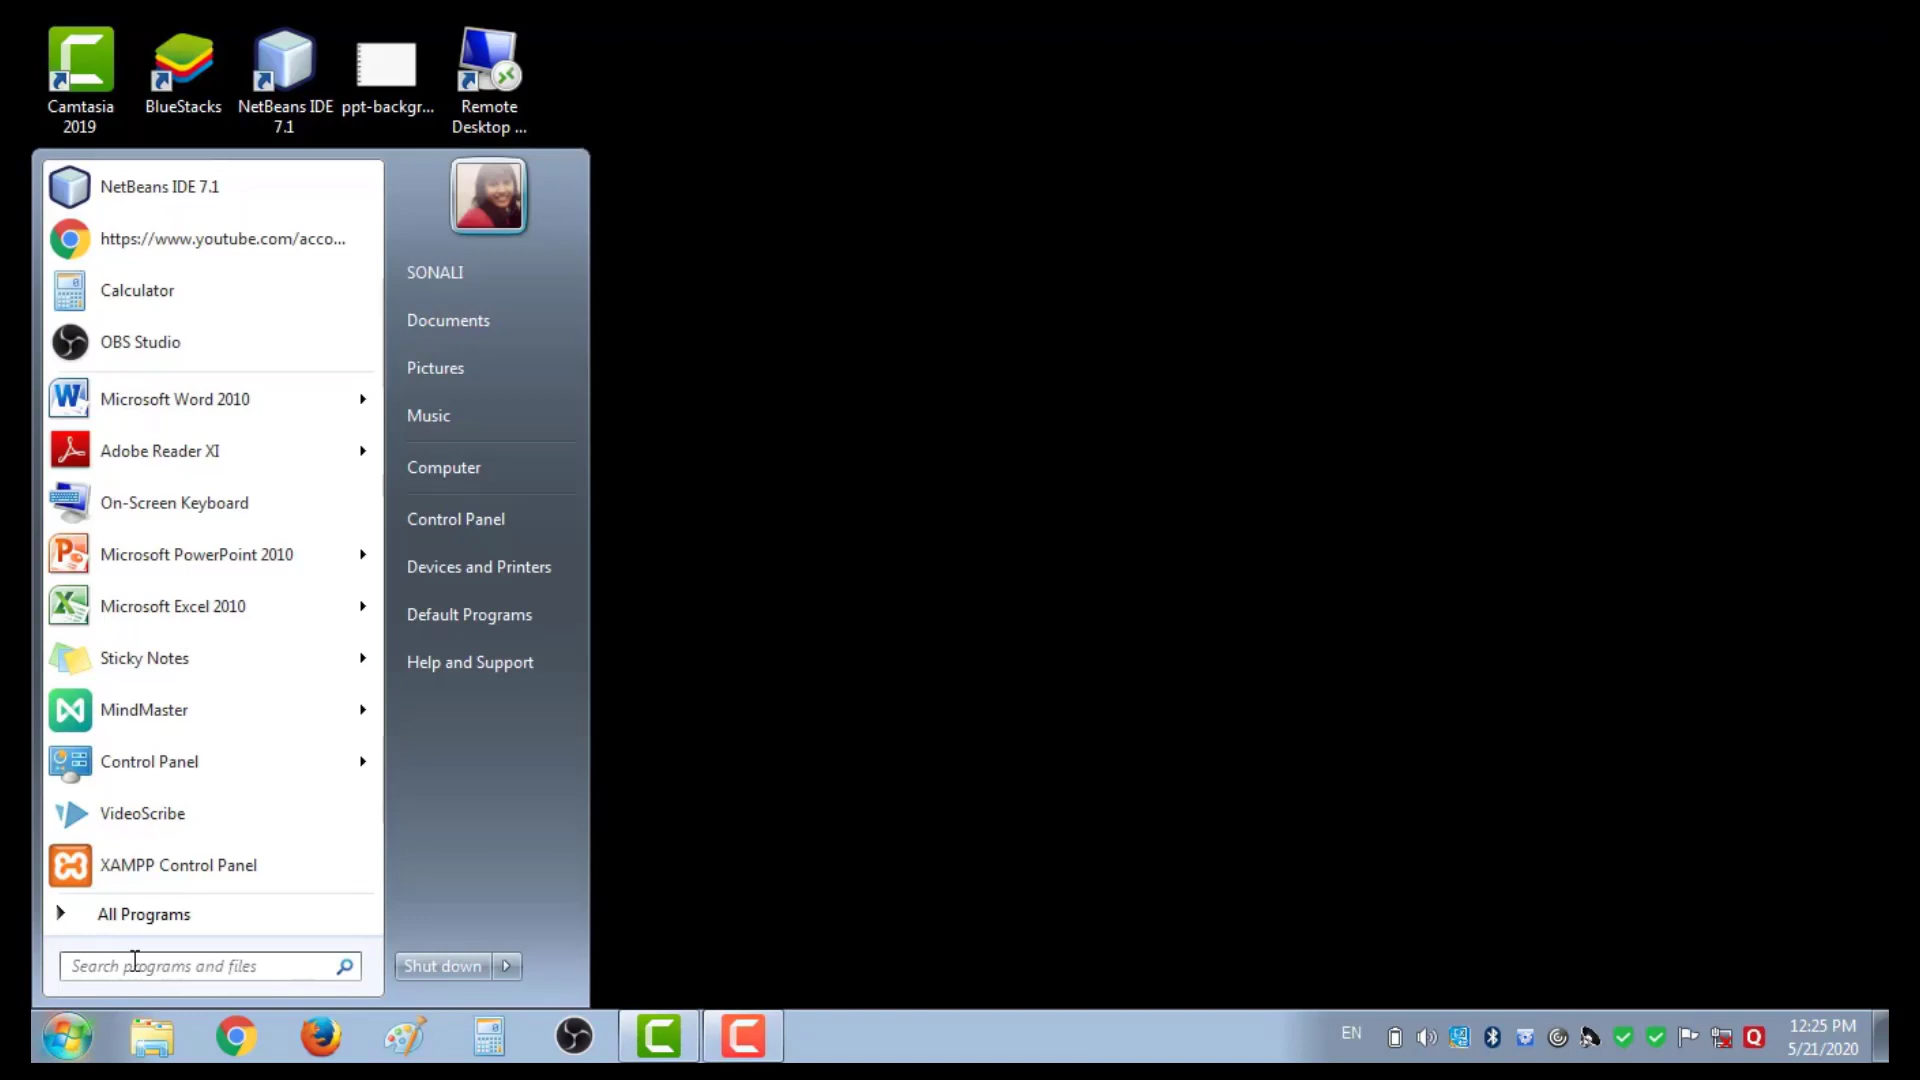 Camtasia
2019
BlueStacks
NetBeans IDE
7.1
ppt-backgr...
Remote
Desktop ...
NetBeans IDE 7.1
https://www.youtube.com/acco...
Calculator
OBS Studio
Microsoft Word 2010
Adobe Reader XI
On-Screen Keyboard
Microsoft PowerPoint 2010
Microsoft Excel 2010
Sticky Notes
MindMaster
Control Panel
VideoScribe
XAMPP Control Panel
All Programs
Search programs and files
SONALI
Documents
Pictures
Music
Computer
Control Panel
Devices and Printers
Default Programs
Help and Support
Shut down
EN
12:25 PM
5/21/2020